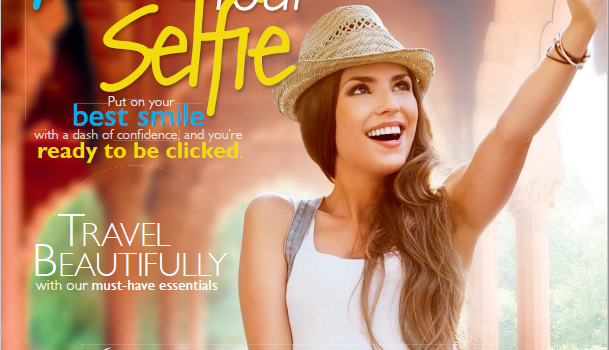 Your
Selfie
Put on your
best smile
with a dash of confidence, and you're
ready to be clicked.
TRAVEL
BEAUTIFULLY
with our must-have essentials